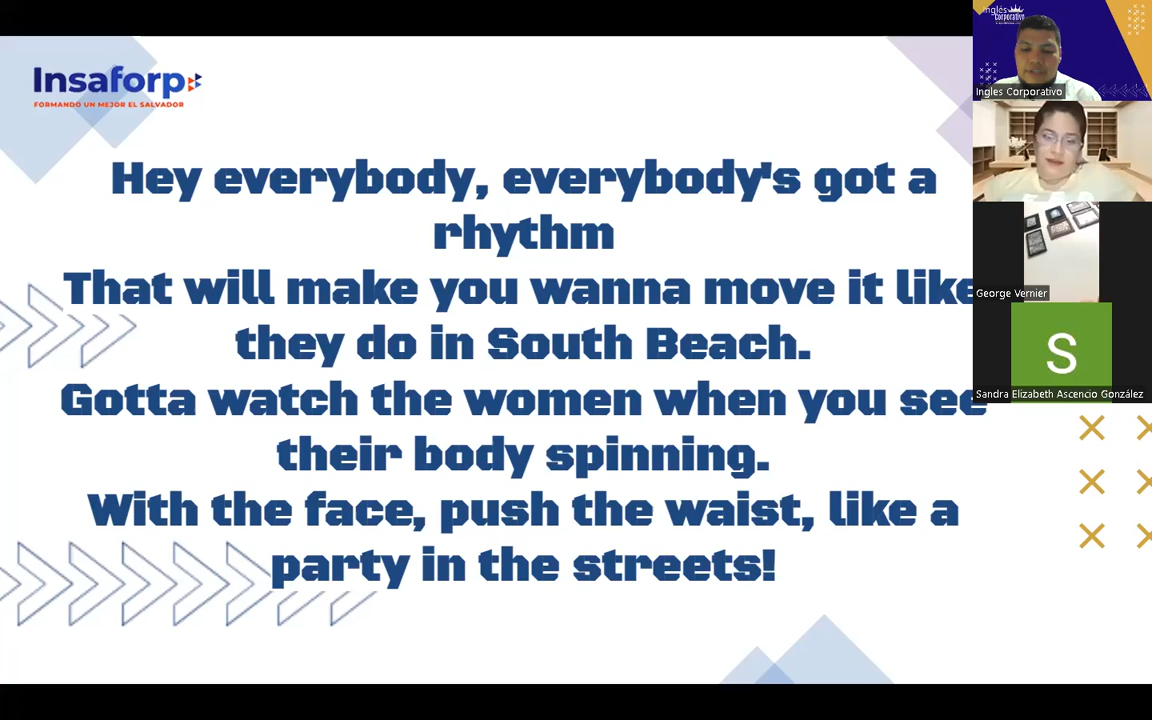 Insaforp
FORMANDO UN MEJOR EL SALVADOR
Hey everybody, everybody's got a
rhythm
That will make you wanna move it like
they do in South Beach.
Gotta watch the women when you see
their body spinning.
With the face, push the waist, like a
party in the streets!
Inglés
Corporativo
Ingles Corporativo
George Vernier
S
Sandra Elizabeth Ascencio González